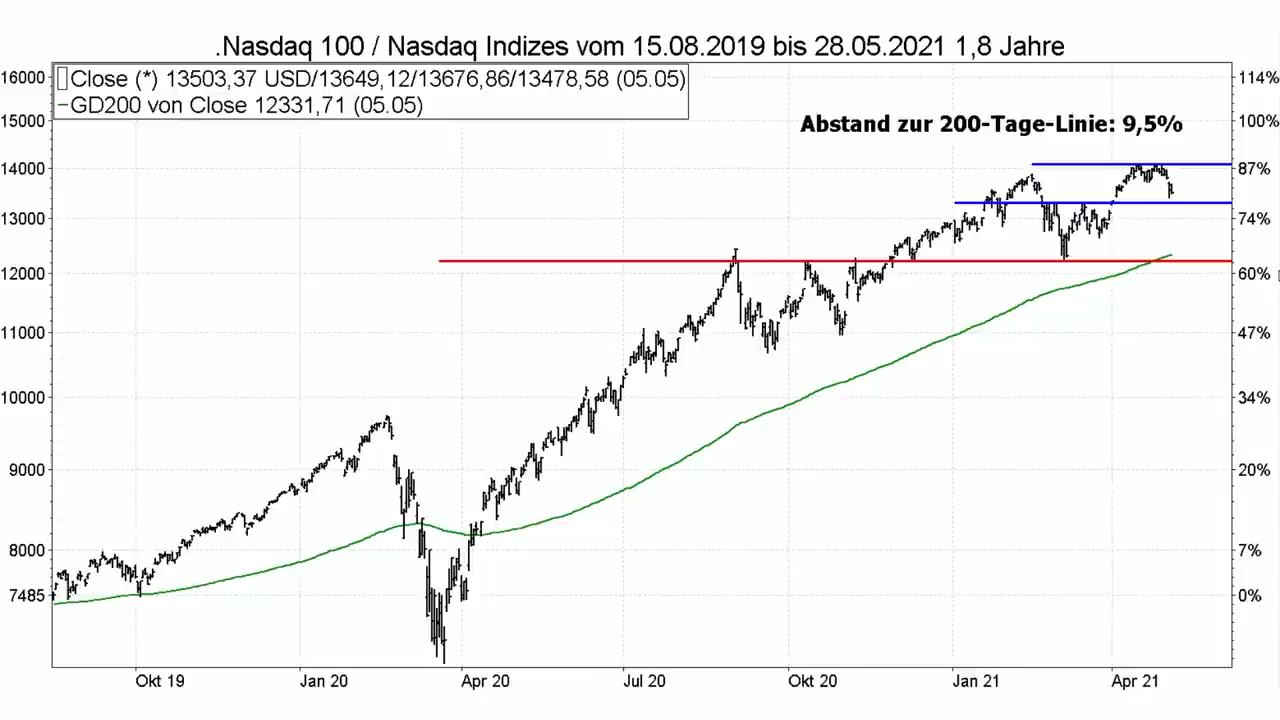 .Nasdaq 100 / Nasdaq Indizes vom 15.08.2019 bis 28.05.2021 1,8 Jahre
Close (*) 13503,37 USD/13649,12/13676,86/13478,58 (05.05)
GD200 von Close 12331,71 (05.05)
Abstand zur 200-Tage-Linie: 9,5%
16000 114%
15000 100%
14000 87%
13000 74%
12000 60%
11000 47%
10000 34%
9000 20%
8000 7%
7485 0%
Okt 19 Jan 20 Apr 20 Jul 20 Okt 20 Jan 21 Apr 21